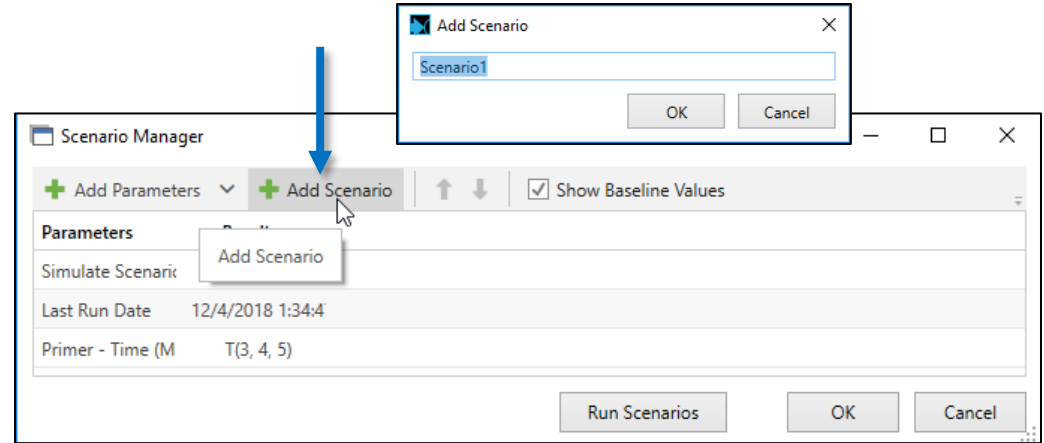 Add Scenario
Scenario1
OK Cancel
Scenario Manager
Add Parameters Add Scenario Show Baseline Values
Parameters
Add Scenario
Simulate Scenaric
Last Run Date 12/4/2018 1:34:4
Primer - Time (M T(3, 4, 5)
Run Scenarios OK Cancel